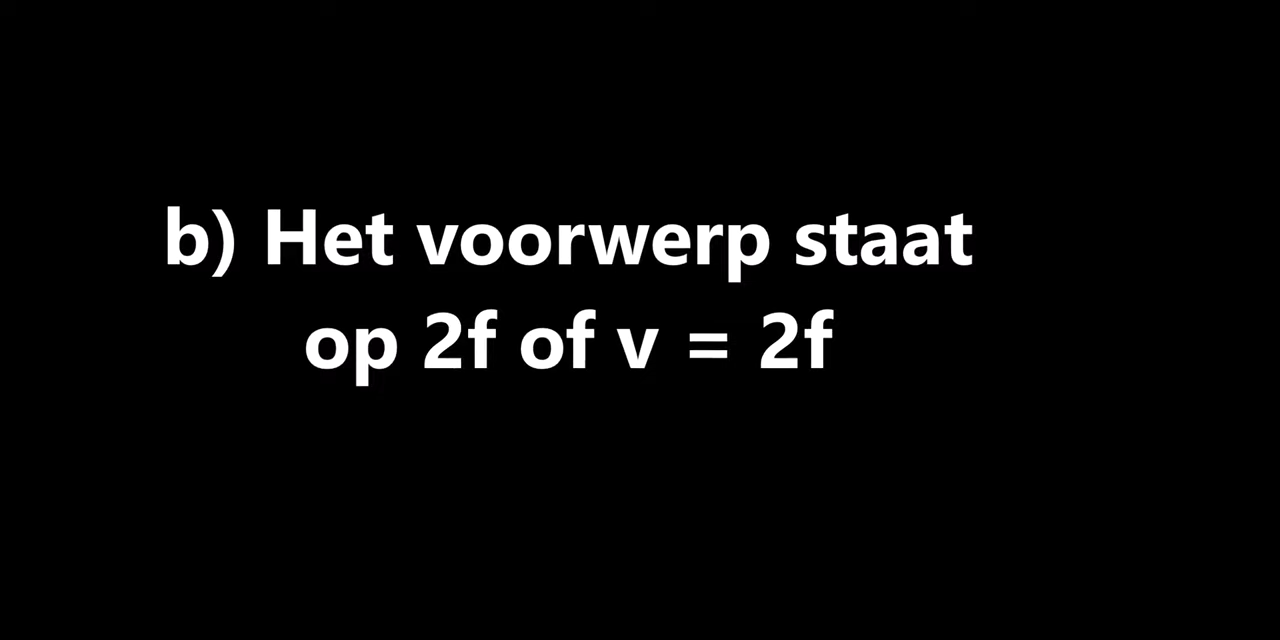 b) Het voorwerp staat
op 2f of v = 2f